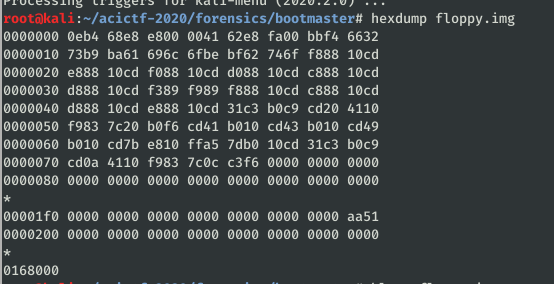 Processing triggers for kali-menu (2020.2.0) ...
root@kali:~/acictf-2020/forensics/bootmaster# hexdump floppy.img
0000000 0eb4 68e8 e800 0041 62e8 fa00 bbf4 6632
0000010 73b9 ba61 696c 6fbe bf62 746f f888 10cd
0000020 e888 10cd f088 10cd d088 10cd c888 10cd
0000030 d888 10cd f389 f989 f888 10cd c888 10cd
0000040 d888 10cd e888 10cd 31c3 b0c9 cd20 4110
0000050 f983 7c20 b0f6 cd41 b010 cd43 b010 cd49
0000060 b010 cd7b e810 ffa5 7db0 10cd 31c3 b0c9
0000070 cd0a 4110 f983 7c0c c3f6 0000 0000 0000
0000080 0000 0000 0000 0000 0000 0000 0000 0000
*
00001f0 0000 0000 0000 0000 0000 0000 0000 aa51
0000200 0000 0000 0000 0000 0000 0000 0000 0000
*
0168000